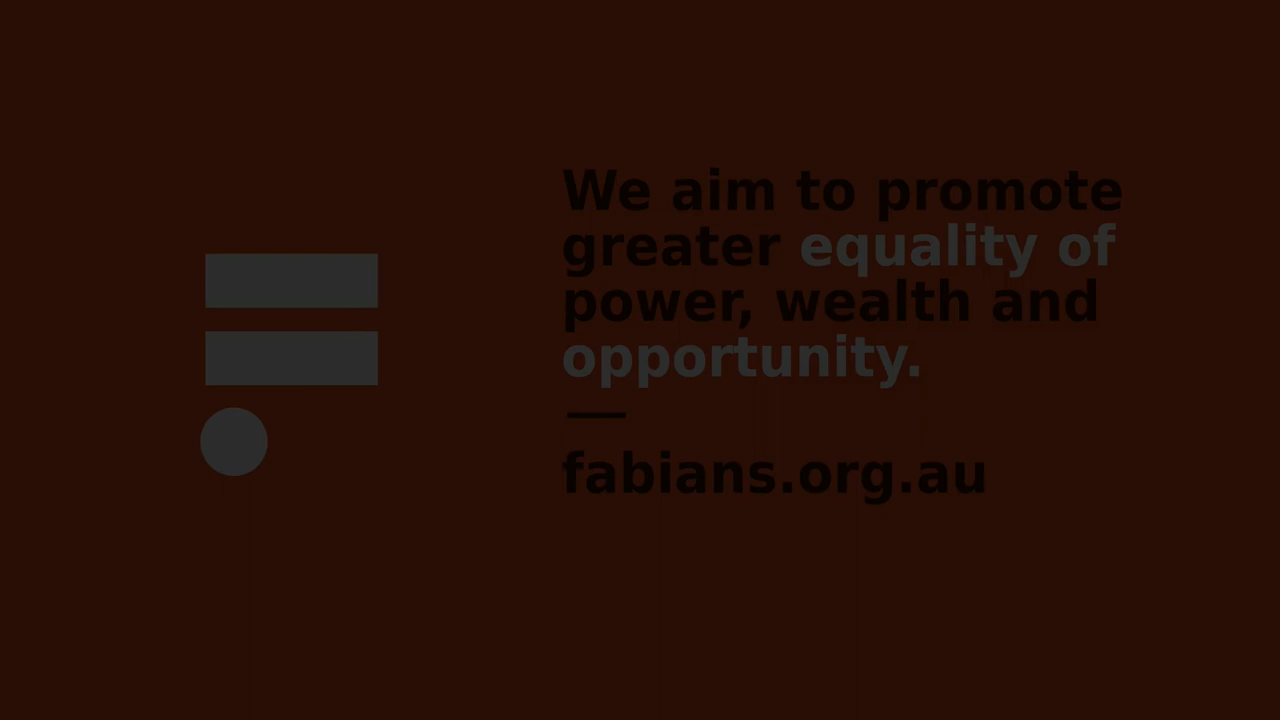 We aim to promote
greater equality of
power, wealth and
opportunity.
fabians.org.au